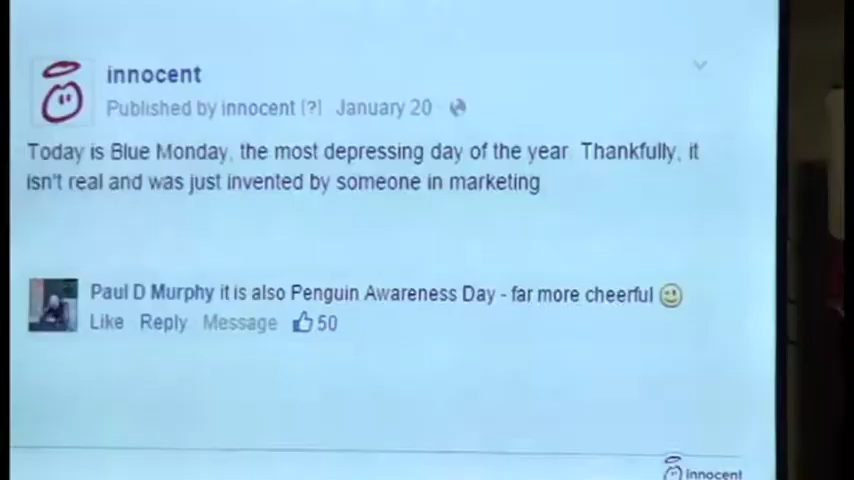 innocent
Published by innocent [?] January 20
Today is Blue Monday, the most depressing day of the year. Thankfully, it
isn't real and was just invented by someone in marketing
Paul D Murphy it is also Penguin Awareness Day - far more cheerful
Like Reply Message 50
innocent